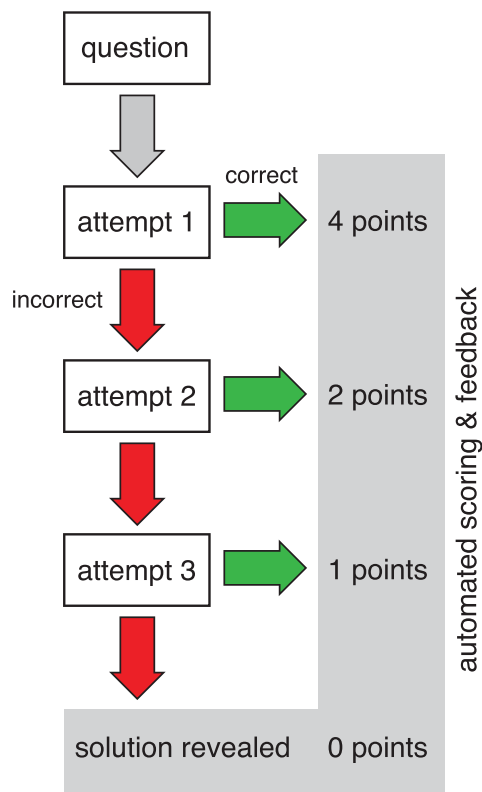 question
correct
attempt 1
4 points
incorrect
attempt 2
2 points
attempt 3
1 points
solution revealed
0 points
automated scoring & feedback